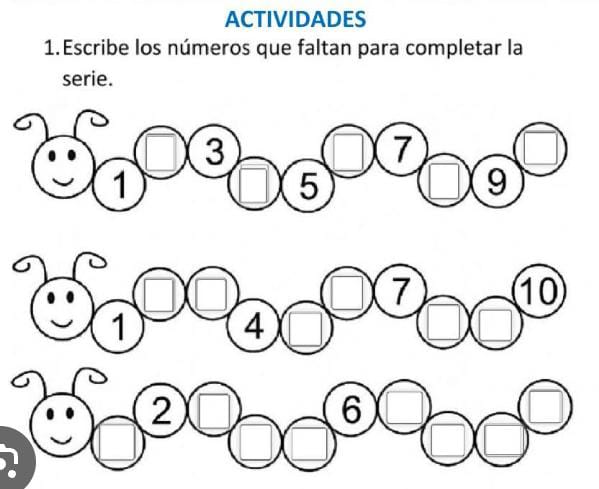 ACTIVIDADES
1. Escribe los números que faltan para completar la
serie.
1 3 5 7 9
1 4 7 10
2 6